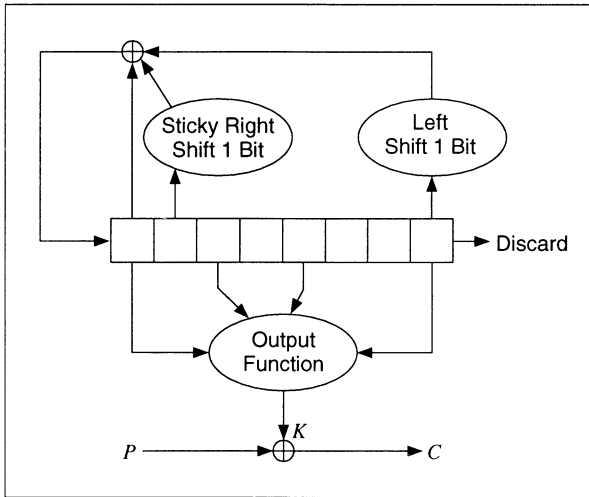 Sticky Right
Shift 1 Bit
Left
Shift 1 Bit
Discard
Output
Function
K
P
C